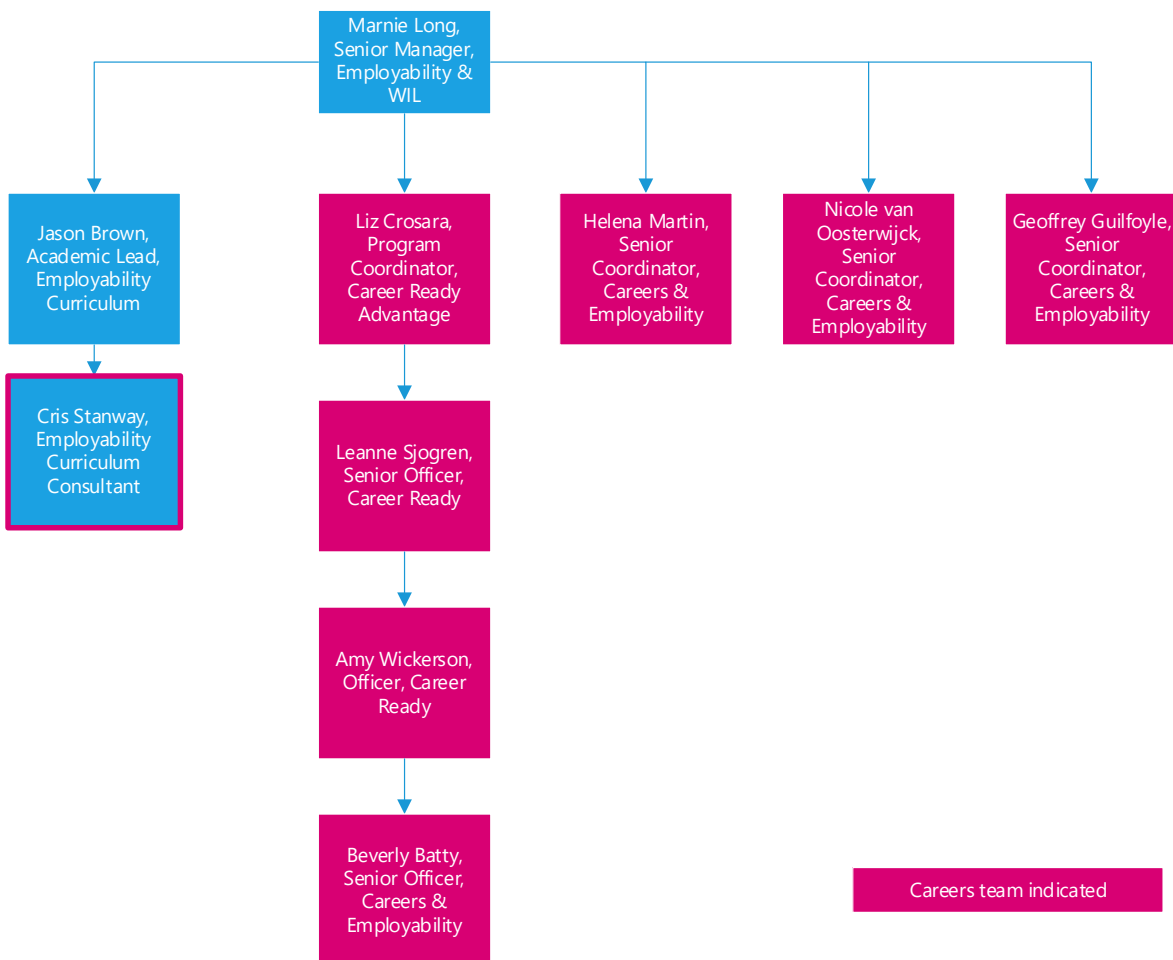 Marnie Long,
Senior Manager,
Employability &
WIL
Jason Brown,
Academic Lead,
Employability
Curriculum
Liz Crosara,
Program
Coordinator,
Career Ready
Advantage
Helena Martin,
Senior
Coordinator,
Careers &
Employability
Nicole van
Oosterwijck,
Senior
Coordinator,
Careers &
Employability
Geoffrey Guilfoyle,
Senior
Coordinator,
Careers &
Employability
Cris Stanway,
Employability
Curriculum
Consultant
Leanne Sjogren,
Senior Officer,
Career Ready
Amy Wickerson,
Officer, Career
Ready
Beverly Batty,
Senior Officer,
Careers &
Employability
Careers team indicated